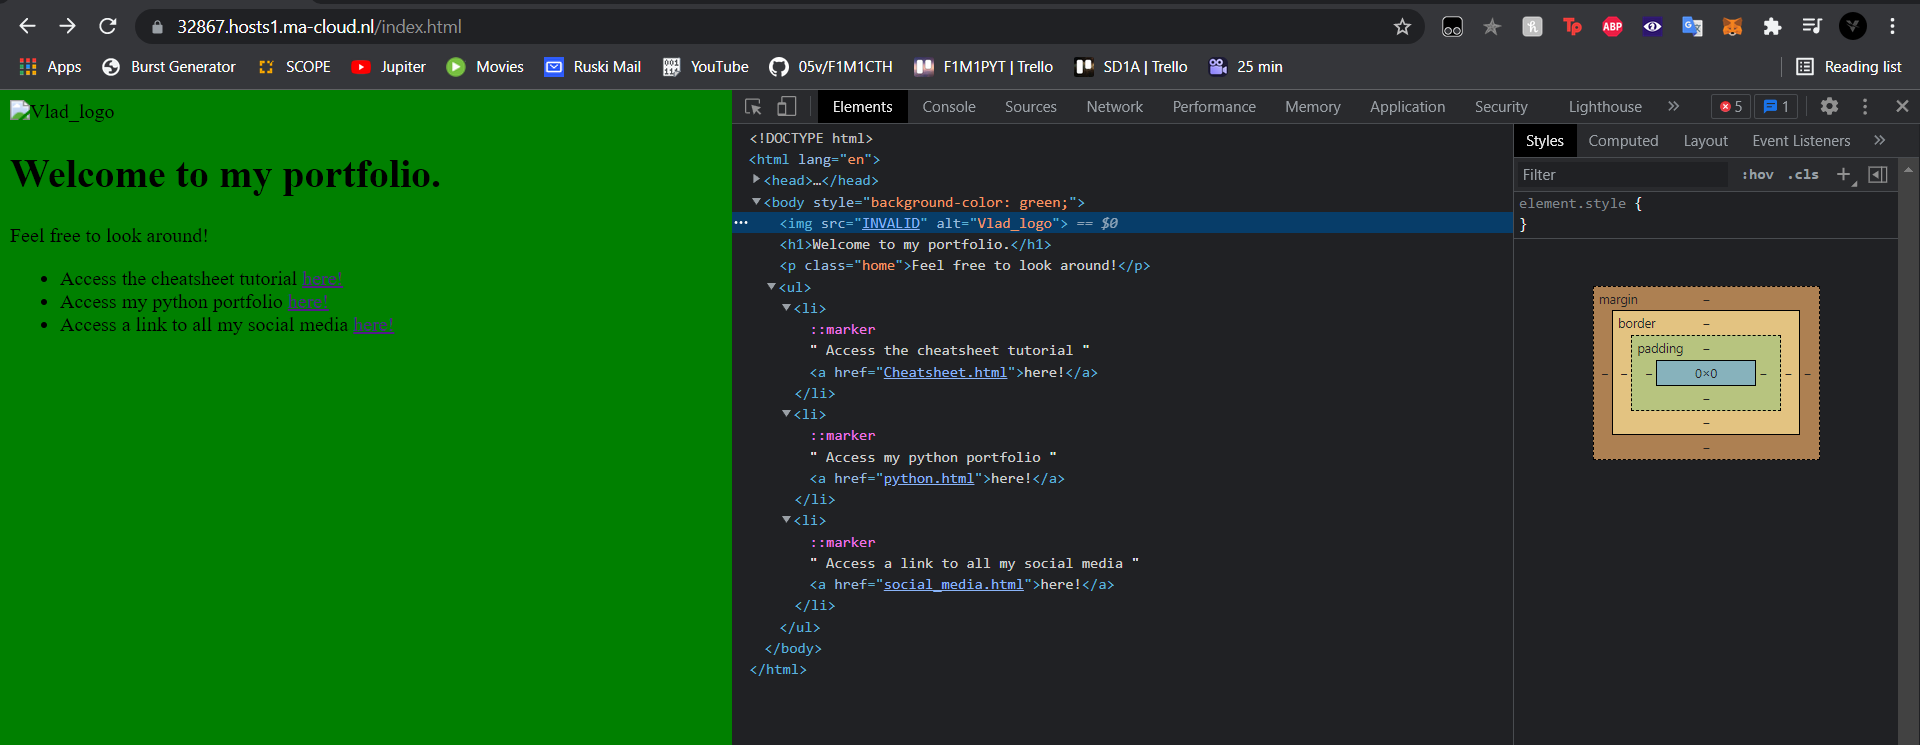 32867.hosts1.ma-cloud.nl/index.html
Apps Burst Generator SCOPE Jupiter Movies Ruski Mail YouTube 05v/F1M1CTH F1M1PYT | Trello SD1A | Trello 25 min Reading list
Vlad_logo
Welcome to my portfolio.
Feel free to look around!
• Access the cheatsheet tutorial here!
• Access my python portfolio here!
• Access a link to all my social media here!
Elements Console Sources Network Performance Memory Application Security Lighthouse » 5 1
<!DOCTYPE html>
<html lang="en">
<head>…</head>
<body style="background-color: green;">
<img src="INVALID" alt="Vlad_logo"> == $0
<h1>Welcome to my portfolio.</h1>
<p class="home">Feel free to look around!</p>
<ul>
<li>
::marker
" Access the cheatsheet tutorial "
<a href="Cheatsheet.html">here!</a>
</li>
<li>
::marker
" Access my python portfolio "
<a href="python.html">here!</a>
</li>
<li>
::marker
" Access a link to all my social media "
<a href="social_media.html">here!</a>
</li>
</ul>
</body>
</html>
Styles Computed Layout Event Listeners »
Filter :hov .cls +
element.style {
}
margin –
border –
padding –
– – – 0×0 – – –
–
–
–